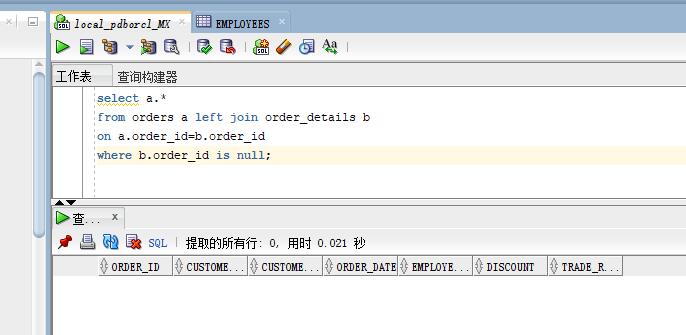 local_pdborcl_MX EMPLOYEES
SQL Aa
工作表 查询构建器
select a.*
from orders a left join order_details b
on a.order_id=b.order_id
where b.order_id is null;
查... x
SQL 提取的所有行: 0, 用时 0.021 秒
ORDER_ID CUSTOME... CUSTOME... ORDER_DATE EMPLOYE... DISCOUNT TRADE_R...